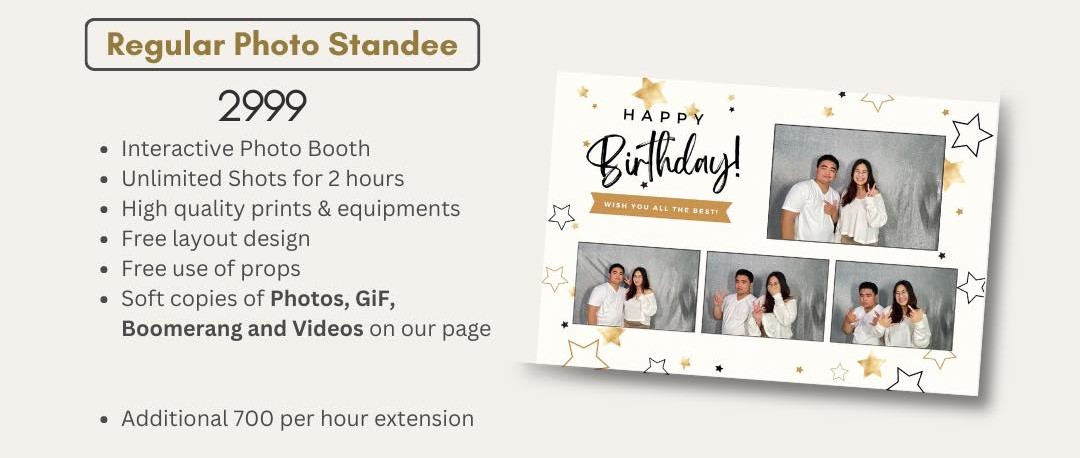 Regular Photo Standee
2999
• Interactive Photo Booth
• Unlimited Shots for 2 hours
• High quality prints & equipments
• Free layout design
• Free use of props
• Soft copies of Photos, GiF,
Boomerang and Videos on our page
• Additional 700 per hour extension
HAPPY
Birthday!
WISH YOU ALL THE BEST!